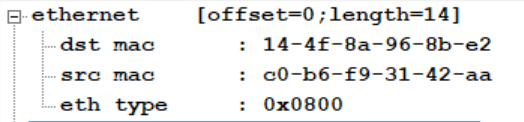 ethernet [offset=0;length=14]
dst mac : 14-4f-8a-96-8b-e2
src mac : c0-b6-f9-31-42-aa
eth type : 0x0800